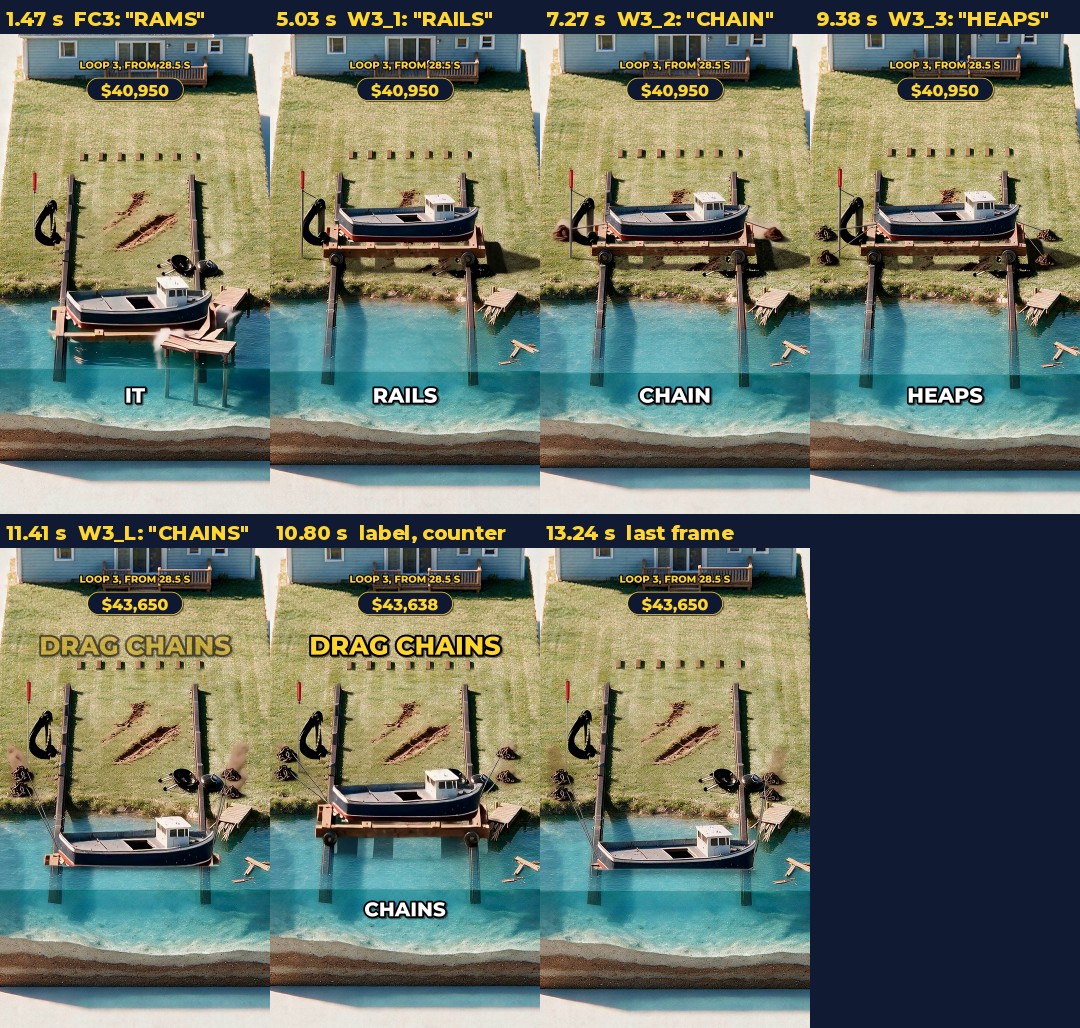 1.47 s FC3: "RAMS"
LOOP 3, FROM 28.5 S
$40,950
IT
5.03 s W3_1: "RAILS"
LOOP 3, FROM 28.5 S
$40,950
RAILS
7.27 s W3_2: "CHAIN"
LOOP 3, FROM 28.5 S
$40,950
CHAIN
9.38 s W3_3: "HEAPS"
LOOP 3, FROM 28.5 S
$40,950
HEAPS
11.41 s W3_L: "CHAINS"
LOOP 3, FROM 28.5 S
$43,650
DRAG CHAINS
10.80 s label, counter
LOOP 3, FROM 28.5 S
$43,638
DRAG CHAINS
CHAINS
13.24 s last frame
LOOP 3, FROM 28.5 S
$43,650